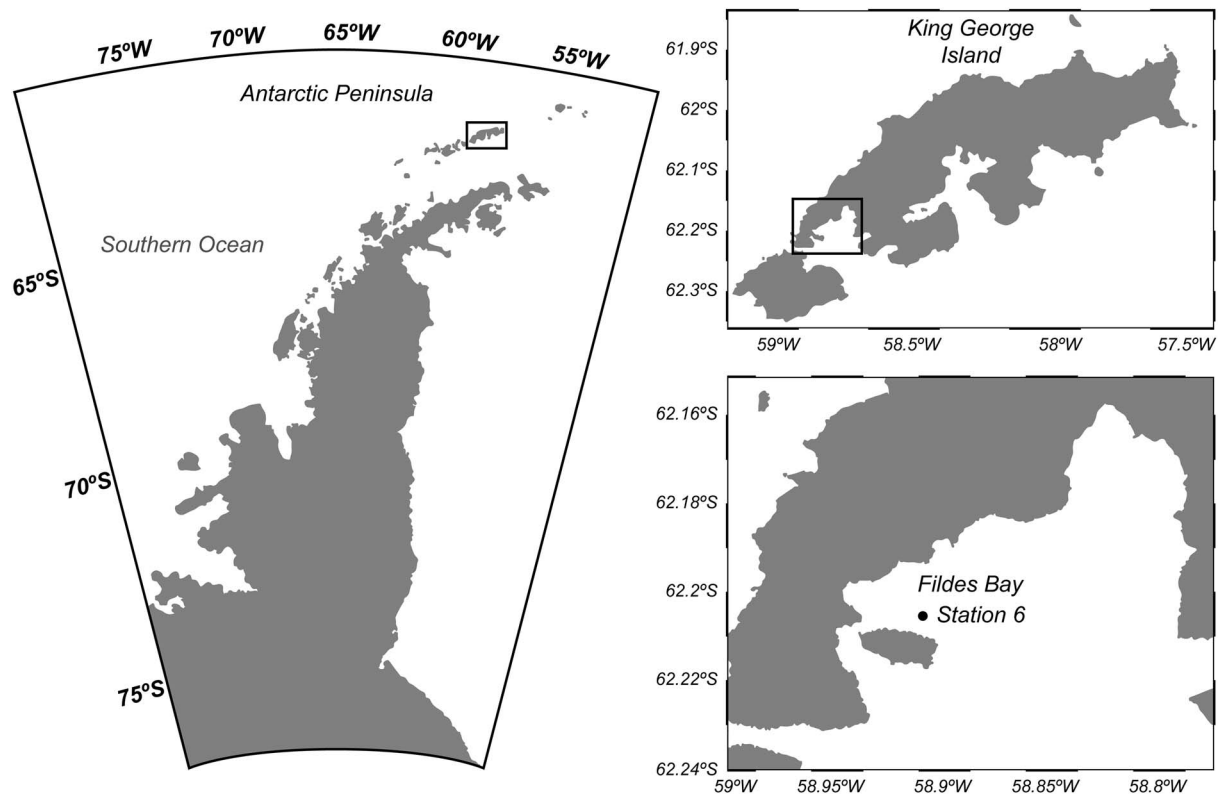 75ºW
70ºW
65ºW
60ºW
55ºW
Antarctic Peninsula
Southern Ocean
65ºS
70ºS
75ºS
King George
Island
61.9ºS
62ºS
62.1ºS
62.2ºS
62.3ºS
59ºW
58.5ºW
58ºW
57.5ºW
62.16ºS
62.18ºS
62.2ºS
62.22ºS
62.24ºS
Fildes Bay
Station 6
59ºW
58.95ºW
58.9ºW
58.85ºW
58.8ºW